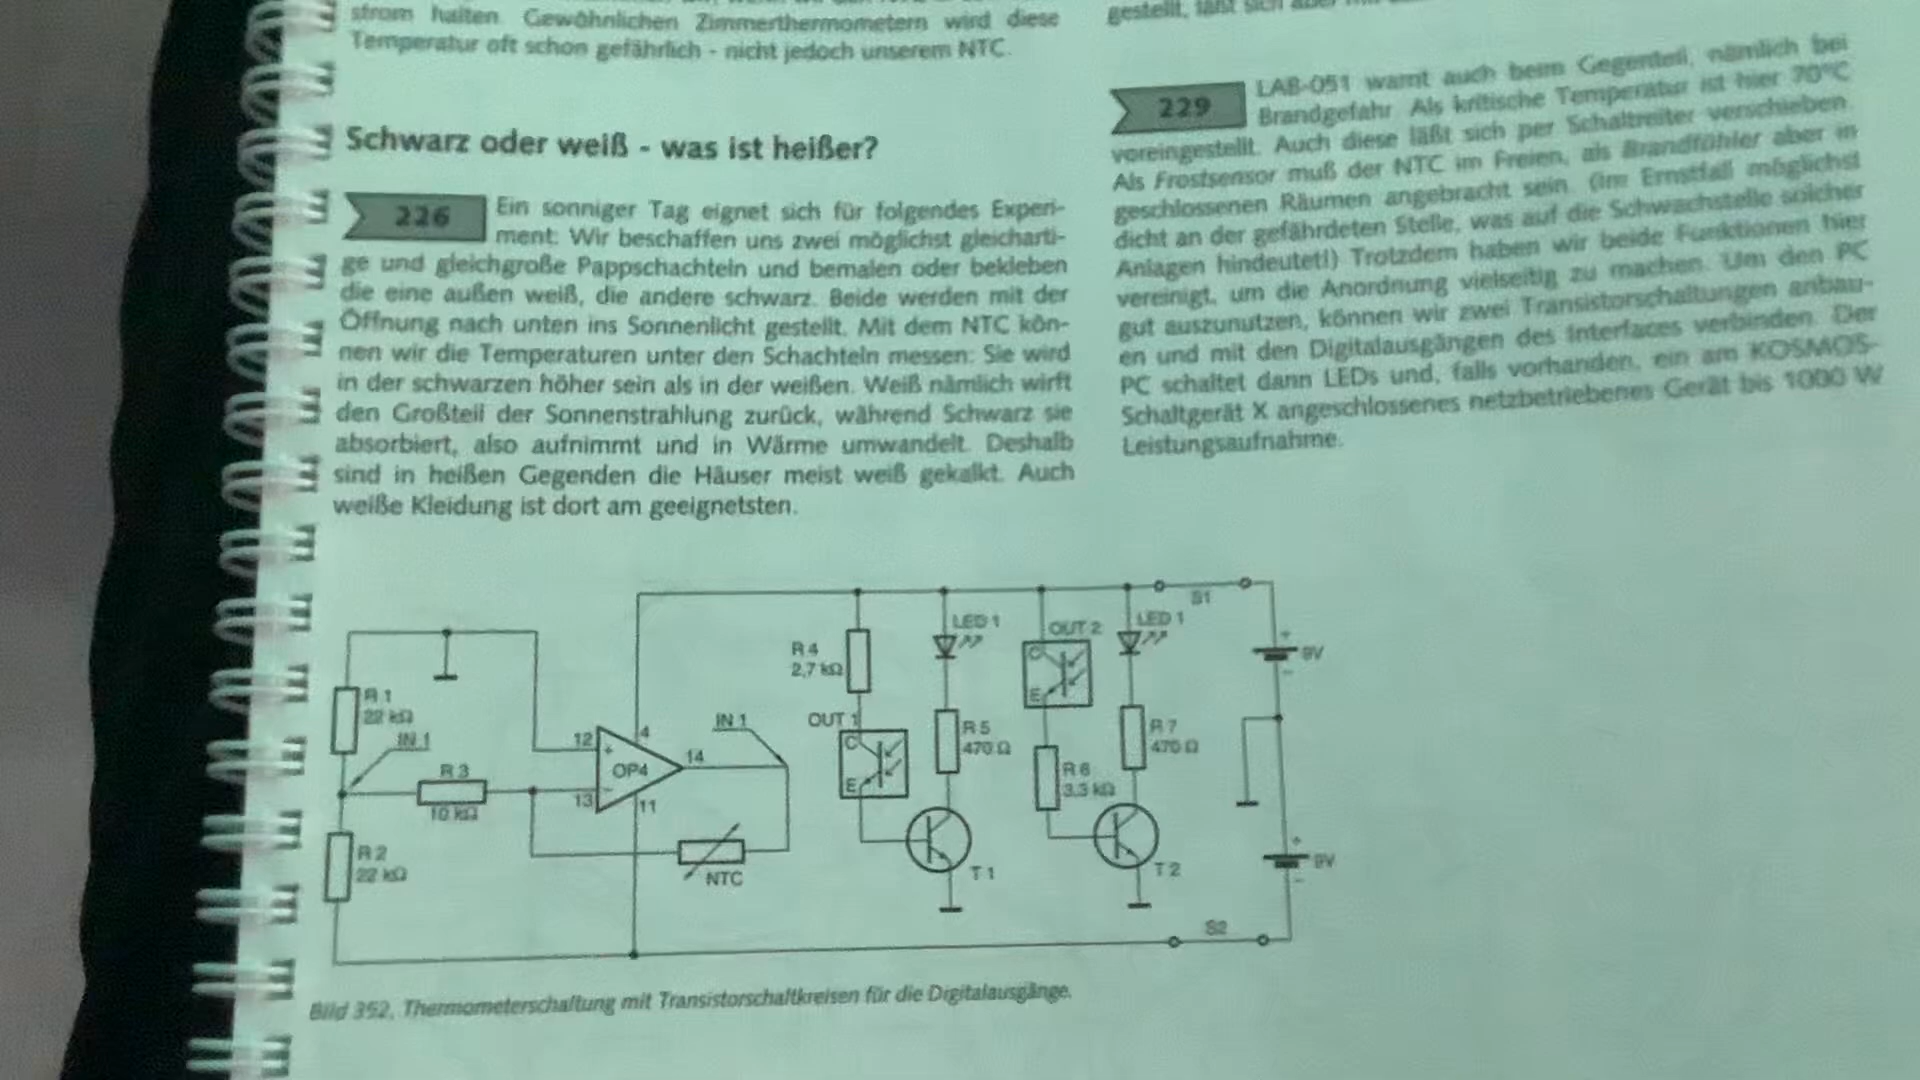 strom halten. Gewöhnlichen Zimmerthermometern wird diese
Temperatur oft schon gefährlich - nicht jedoch unserem NTC.
Schwarz oder weiß - was ist heißer?
226 Ein sonniger Tag eignet sich für folgendes Experi-
ment: Wir beschaffen uns zwei möglichst gleicharti-
ge und gleichgroße Pappschachteln und bemalen oder bekleben
die eine außen weiß, die andere schwarz. Beide werden mit der
Öffnung nach unten ins Sonnenlicht gestellt. Mit dem NTC kön-
nen wir die Temperaturen unter den Schachteln messen: Sie wird
in der schwarzen höher sein als in der weißen. Weiß nämlich wirft
den Großteil der Sonnenstrahlung zurück, während Schwarz sie
absorbiert, also aufnimmt und in Wärme umwandelt. Deshalb
sind in heißen Gegenden die Häuser meist weiß gekalkt. Auch
weiße Kleidung ist dort am geeignetsten.
gestellt, läßt sich aber
229 LAB-051 warnt auch beim Gegenteil, nämlich bei
Brandgefahr. Als kritische Temperatur ist hier 70°C
voreingestellt. Auch diese läßt sich per Schaltreiter verschieben.
Als Frostsensor muß der NTC im Freien, als Brandfühler aber in
geschlossenen Räumen angebracht sein. (Im Ernstfall möglichst
dicht an der gefährdeten Stelle, was auf die Schwachstelle solcher
Anlagen hindeutet!) Trotzdem haben wir beide Funktionen hier
vereinigt, um die Anordnung vielseitig zu machen. Um den PC
gut auszunutzen, können wir zwei Transistorschaltungen anbau-
en und mit den Digitalausgängen des Interfaces verbinden. Der
PC schaltet dann LEDs und, falls vorhanden, ein am KOSMOS-
Schaltgerät X angeschlossenes netzbetriebenes Gerät bis 1000 W
Leistungsaufnahme.
R 1
22 kΩ
IN 1
R 3
10 kΩ
R 2
22 kΩ
12
+
13
-
OP4
4
11
14
IN 1
NTC
R 4
2,7 kΩ
OUT 1
C
E
LED 1
R 5
470 Ω
T 1
OUT 2
C
E
R 6
3,3 kΩ
LED 1
R 7
470 Ω
T 2
S1
S2
+
9V
-
+
9V
-
Bild 352, Thermometerschaltung mit Transistorschaltkreisen für die Digitalausgänge.